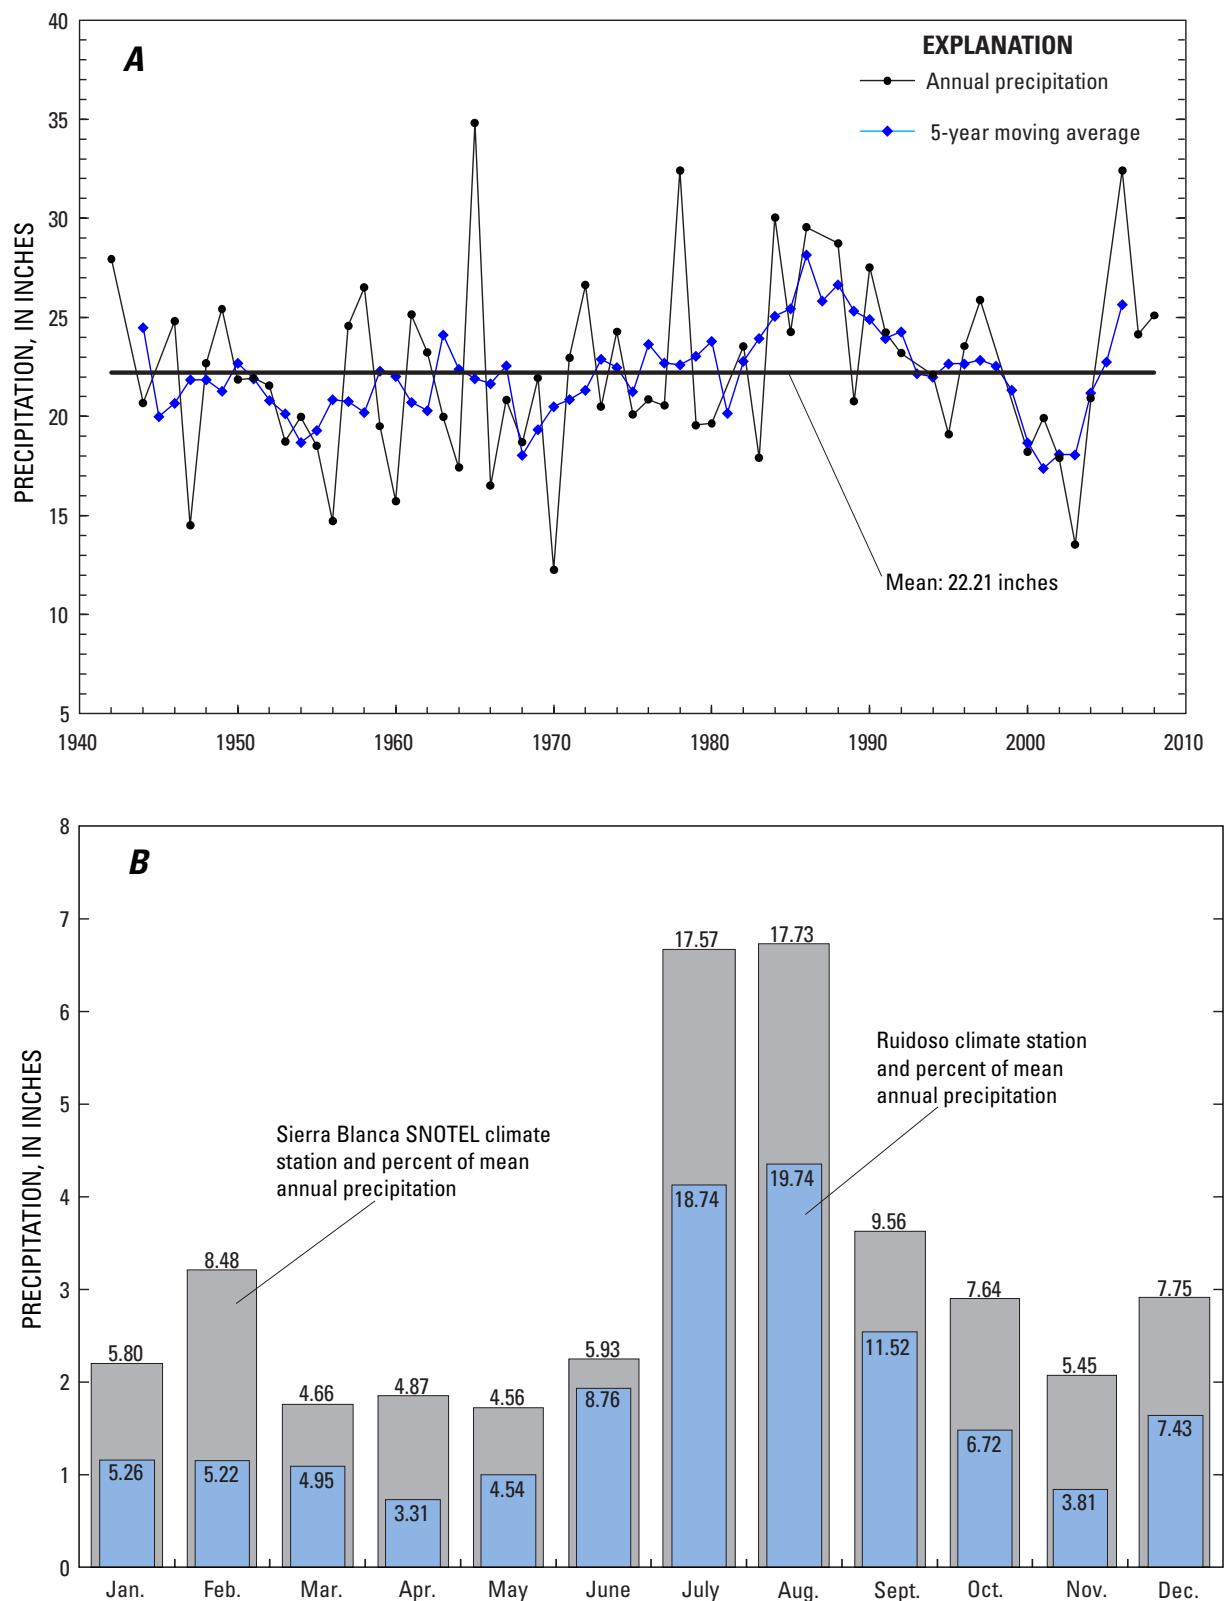 A
EXPLANATION
Annual precipitation
5-year moving average
PRECIPITATION, IN INCHES
40
35
30
25
20
15
10
5
Mean: 22.21 inches
1940
1950
1960
1970
1980
1990
2000
2010
B
PRECIPITATION, IN INCHES
8
7
6
5
4
3
2
1
0
Sierra Blanca SNOTEL climate
station and percent of mean
annual precipitation
Ruidoso climate station
and percent of mean
annual precipitation
5.80
8.48
4.66
4.87
4.56
5.93
17.57
17.73
9.56
7.64
5.45
7.75
5.26
5.22
4.95
3.31
4.54
8.76
18.74
19.74
11.52
6.72
3.81
7.43
Jan.
Feb.
Mar.
Apr.
May
June
July
Aug.
Sept.
Oct.
Nov.
Dec.